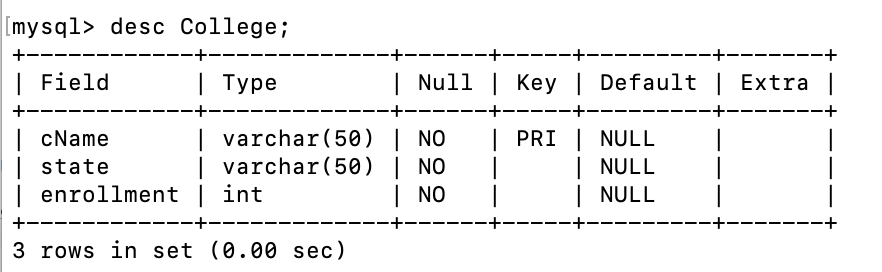 [mysql> desc College;
+------------+-------------+------+-----+---------+-------+
| Field      | Type        | Null | Key | Default | Extra |
+------------+-------------+------+-----+---------+-------+
| cName      | varchar(50) | NO   | PRI | NULL    |       |
| state      | varchar(50) | NO   |     | NULL    |       |
| enrollment | int         | NO   |     | NULL    |       |
+------------+-------------+------+-----+---------+-------+
3 rows in set (0.00 sec)